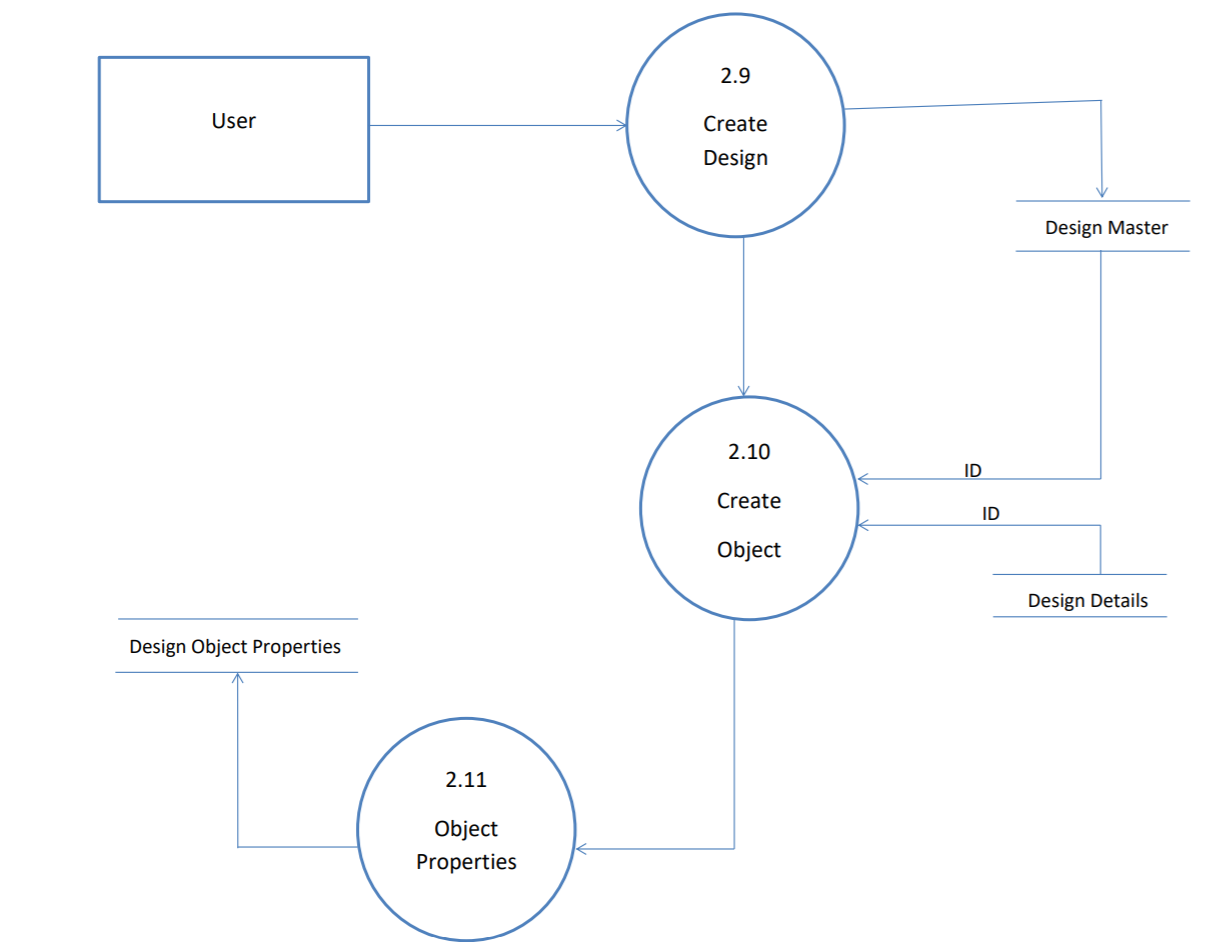 User
2.9
Create
Design
Design Master
2.10
Create
Object
ID
ID
Design Details
Design Object Properties
2.11
Object
Properties